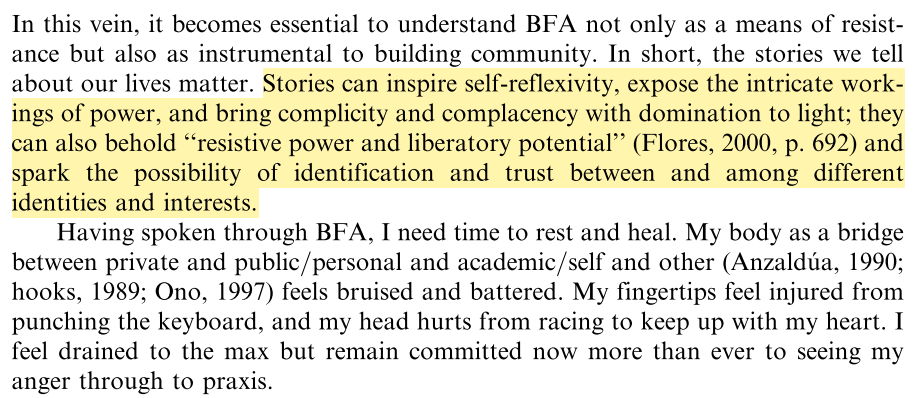 In this vein, it becomes essential to understand BFA not only as a means of resist-
ance but also as instrumental to building community. In short, the stories we tell
about our lives matter. Stories can inspire self-reflexivity, expose the intricate work-
ings of power, and bring complicity and complacency with domination to light; they
can also behold ‘‘resistive power and liberatory potential’’ (Flores, 2000, p. 692) and
spark the possibility of identification and trust between and among different
identities and interests.
Having spoken through BFA, I need time to rest and heal. My body as a bridge
between private and public/personal and academic/self and other (Anzaldúa, 1990;
hooks, 1989; Ono, 1997) feels bruised and battered. My fingertips feel injured from
punching the keyboard, and my head hurts from racing to keep up with my heart. I
feel drained to the max but remain committed now more than ever to seeing my
anger through to praxis.